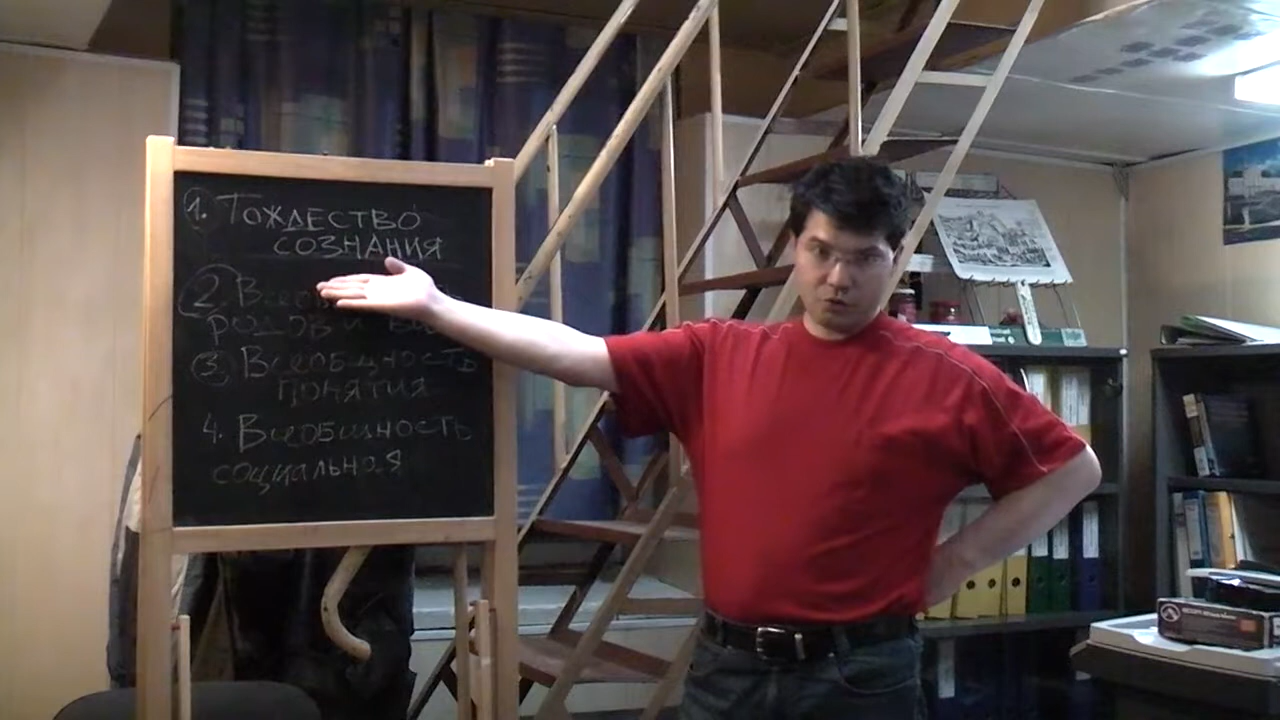 1. Тождество
сознания
2
родов и
3 Всеобщность
понятия
4. Всеобщность
социальная